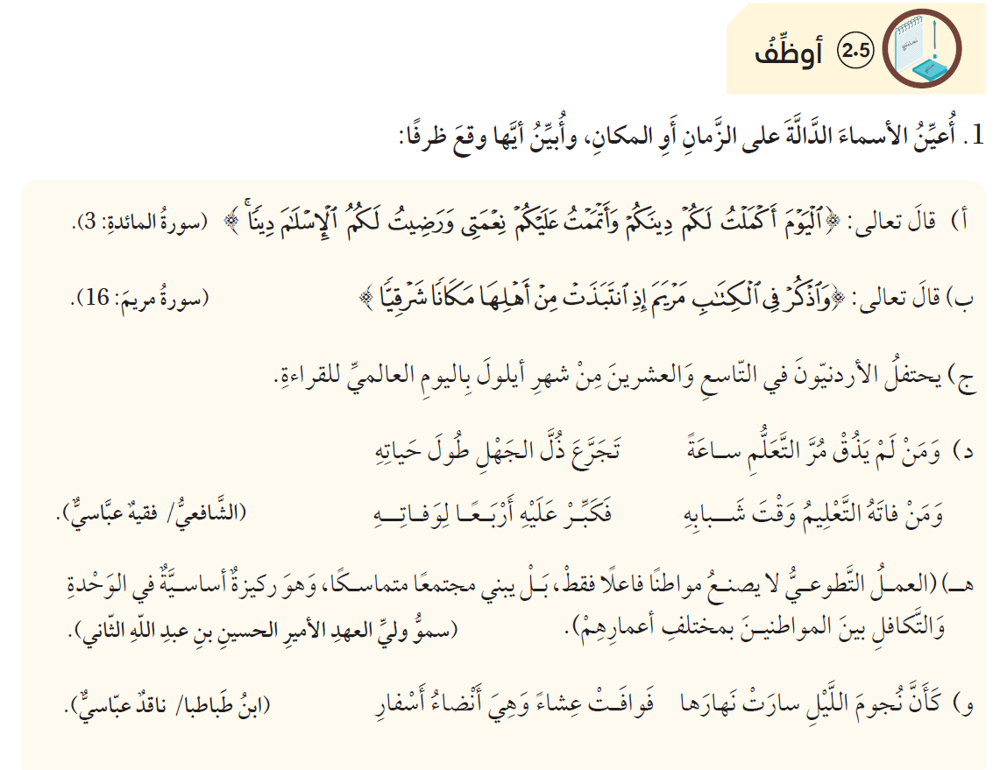 2.5 أوظِّفُ
1. أُعيِّنُ الأسماءَ الدَّالَّةَ على الزَّمانِ أَوِ المكانِ، وأُبيِّنُ أيَّها وقعَ ظرفًا:
أ) قالَ تعالى: ﴿ٱلۡيَوۡمَ أَكۡمَلۡتُ لَكُمۡ دِينَكُمۡ وَأَتۡمَمۡتُ عَلَيۡكُمۡ نِعۡمَتِي وَرَضِيتُ لَكُمُ ٱلۡإِسۡلَٰمَ دِينٗاۚ﴾ (سورةُ المائدةِ: 3).
ب) قالَ تعالى: ﴿وَٱذۡكُرۡ فِي ٱلۡكِتَٰبِ مَرۡيَمَ إِذِ ٱنتَبَذَتۡ مِنۡ أَهۡلِهَا مَكَانٗا شَرۡقِيّٗا﴾ (سورةُ مريمَ: 16).
ج) يحتفلُ الأردنيّونَ في التّاسعِ وَالعشرينَ مِنْ شهرِ أيلولَ بِاليومِ العالميِّ للقراءةِ.
د) وَمَنْ لَمْ يَذُقْ مُرَّ التَّعَلُّمِ ساعَةً تَجَرَّعَ ذُلَّ الجَهْلِ طُولَ حَياتِهِ
وَمَنْ فاتَهُ التَّعْلِيمُ وَقْتَ شَبابِهِ فَكَبِّرْ عَلَيْهِ أَرْبَعًا لِوَفاتِهِ (الشَّافعيُّ/ فقيهٌ عبَّاسيٌّ).
هـ) (العملُ التَّطوعيُّ لا يصنعُ مواطنًا فاعلًا فقطْ، بَلْ يبني مجتمعًا متماسكًا، وَهوَ ركيزةٌ أساسيَّةٌ في الوَحْدةِ
وَالتَّكافلِ بينَ المواطنينَ بمختلفِ أعمارِهِمْ). (سموُّ وليِّ العهدِ الأميرِ الحسينِ بنِ عبدِ اللّهِ الثّاني).
و) كَأَنَّ نُجومَ اللَّيْلِ سارَتْ نَهارَها فَوافَتْ عِشاءً وَهِيَ أَنْضاءُ أَسْفارِ (ابنُ طَباطبا/ ناقدٌ عبّاسيٌّ).